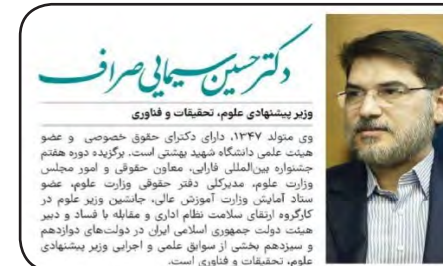 دکتر حسین سیمایی صراف
وزیر پیشنهادی علوم، تحقیقات و فناوری
وی متولد ۱۳۴۷، دارای دکترای حقوق خصوصی و عضو
هیئت علمی دانشگاه شهید بهشتی است. برگزیده دوره هفتم
جشنواره بین‌المللی فارابی، معاون حقوقی و امور مجلس
وزارت علوم، مدیرکلی دفتر حقوقی وزارت علوم، عضو
ستاد آمایش وزارت آموزش عالی، جانشین وزیر علوم در
کارگروه ارتقای سلامت نظام اداری و مقابله با فساد و دبیر
هیئت دولت جمهوری اسلامی ایران در دولت‌های دوازدهم
و سیزدهم بخشی از سوابق علمی و اجرایی وزیر پیشنهادی
علوم، تحقیقات و فناوری است.